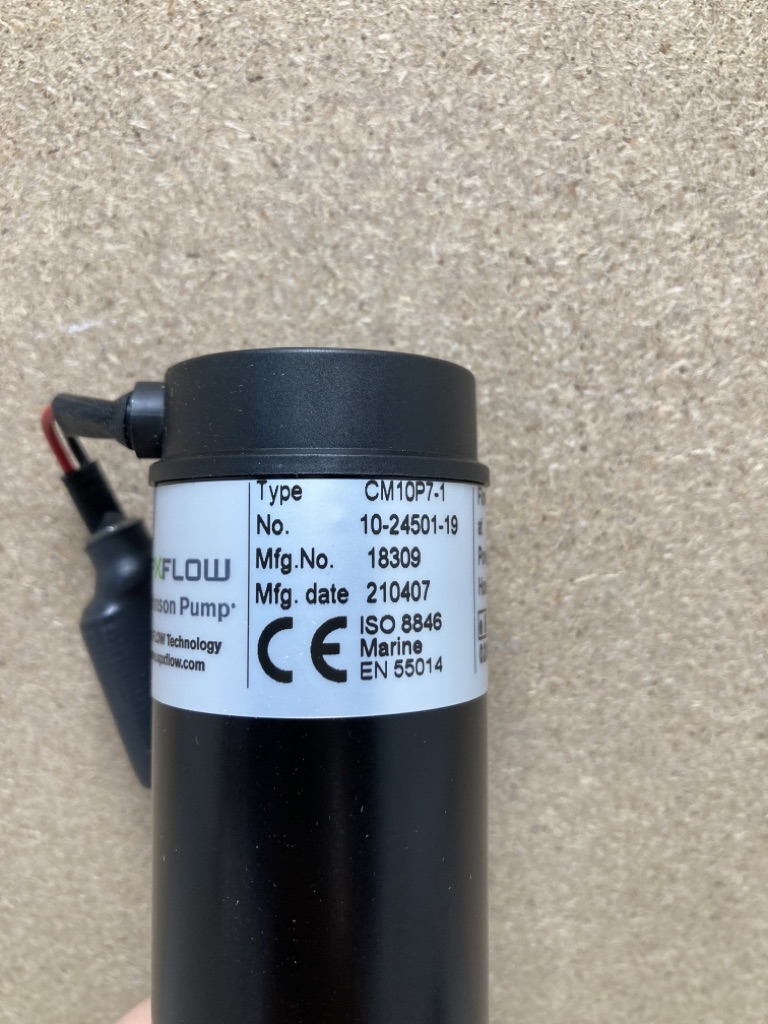 Type CM10P7-1
No. 10-24501-19
Mfg.No. 18309
Mfg. date 210407
CE ISO 8846
Marine
EN 55014
FLOW
Pump
Technology